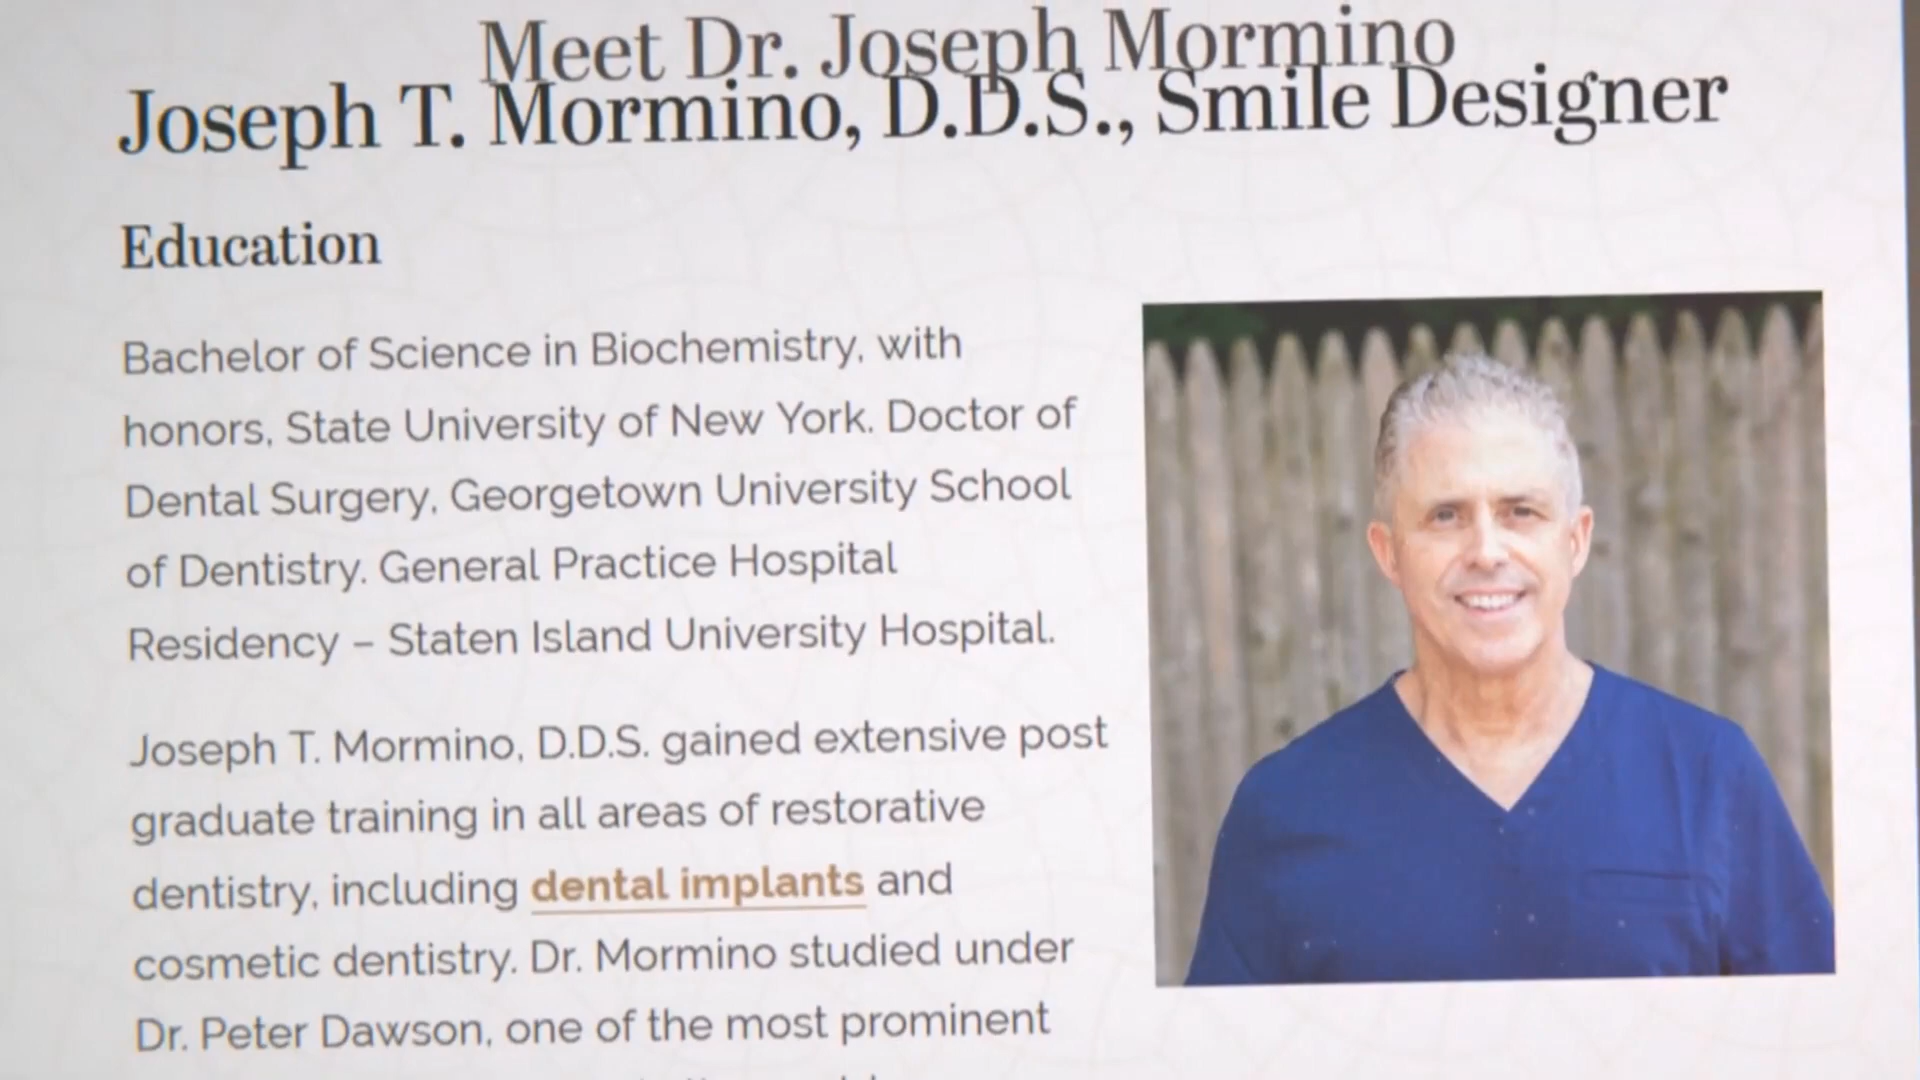 Meet Dr. Joseph Mormino
Joseph T. Mormino, D.D.S., Smile Designer
Education
Bachelor of Science in Biochemistry, with
honors, State University of New York. Doctor of
Dental Surgery, Georgetown University School
of Dentistry. General Practice Hospital
Residency – Staten Island University Hospital.
Joseph T. Mormino, D.D.S. gained extensive post
graduate training in all areas of restorative
dentistry, including dental implants and
cosmetic dentistry. Dr. Mormino studied under
Dr. Peter Dawson, one of the most prominent